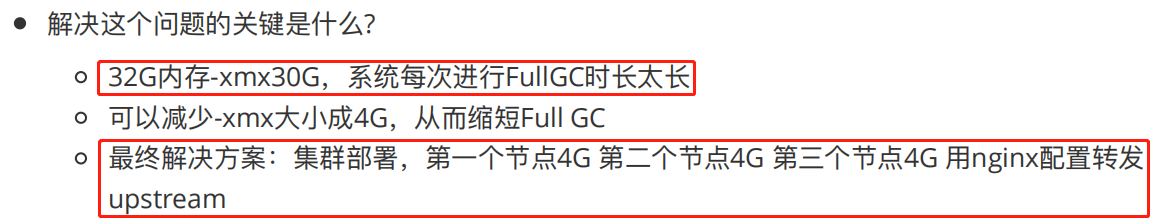 解决这个问题的关键是什么?
32G内存-xmx30G，系统每次进行FullGC时长太长
可以减少-xmx大小成4G，从而缩短Full GC
最终解决方案：集群部署，第一个节点4G 第二个节点4G 第三个节点4G 用nginx配置转发
upstream